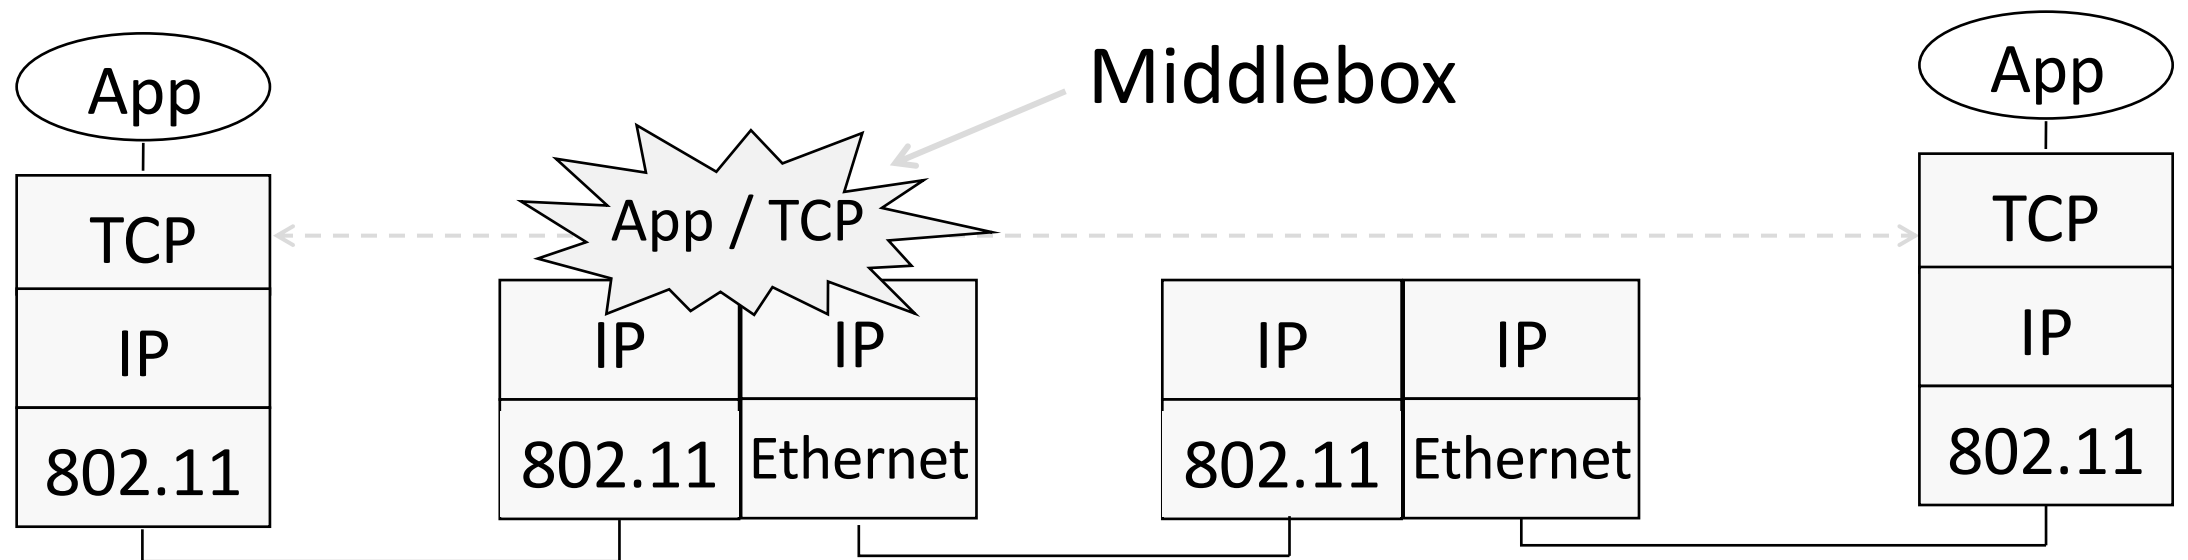 App
Middlebox
App
App / TCP
TCP
TCP
IP
IP
IP
IP
IP
IP
802.11
802.11
Ethernet
802.11
Ethernet
802.11